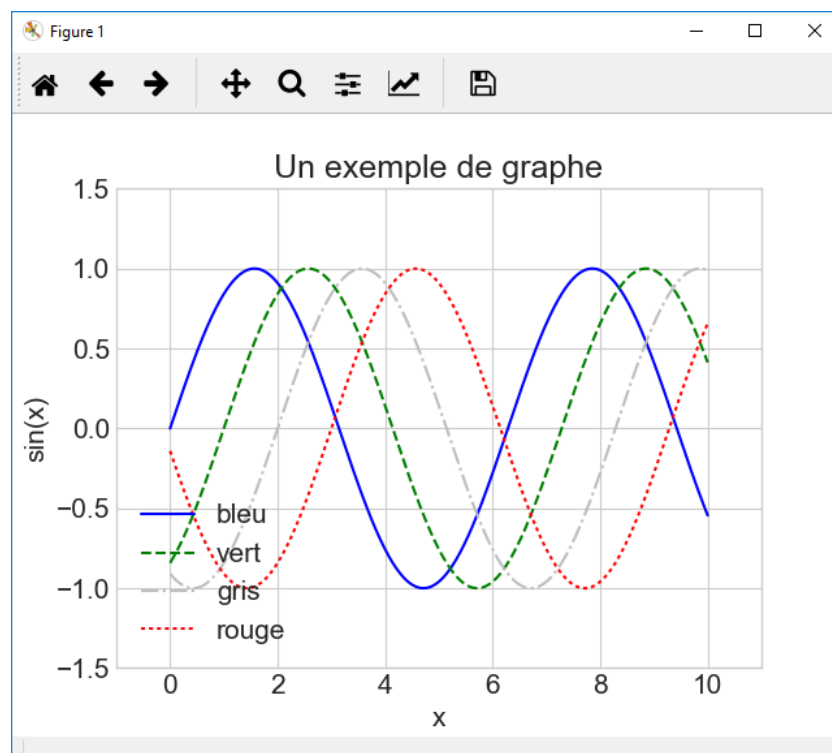 Figure 1
Un exemple de graphe
1.5
1.0
0.5
0.0
−0.5
−1.0
−1.5
sin(x)
bleu
vert
gris
rouge
0 2 4 6 8 10
x